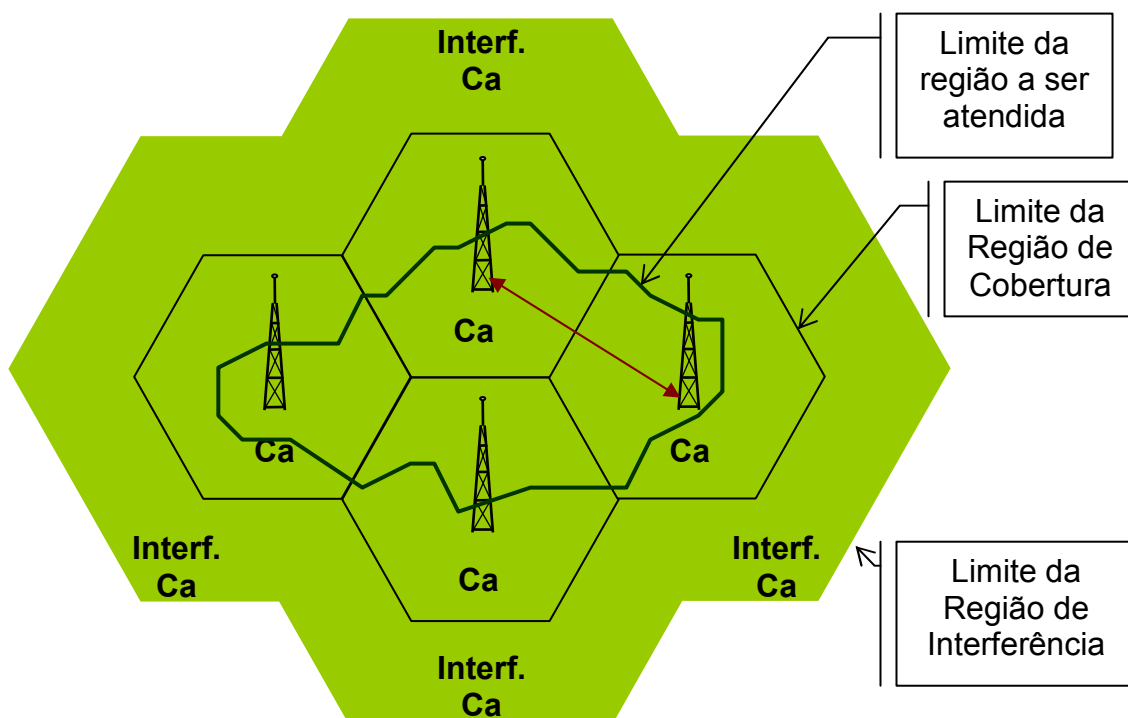 Interf.
Ca
Limite da
região a ser
atendida
Limite da
Região de
Cobertura
Ca
Ca
Ca
Interf.
Ca
Interf.
Ca
Ca
Limite da
Região de
Interferência
Interf.
Ca